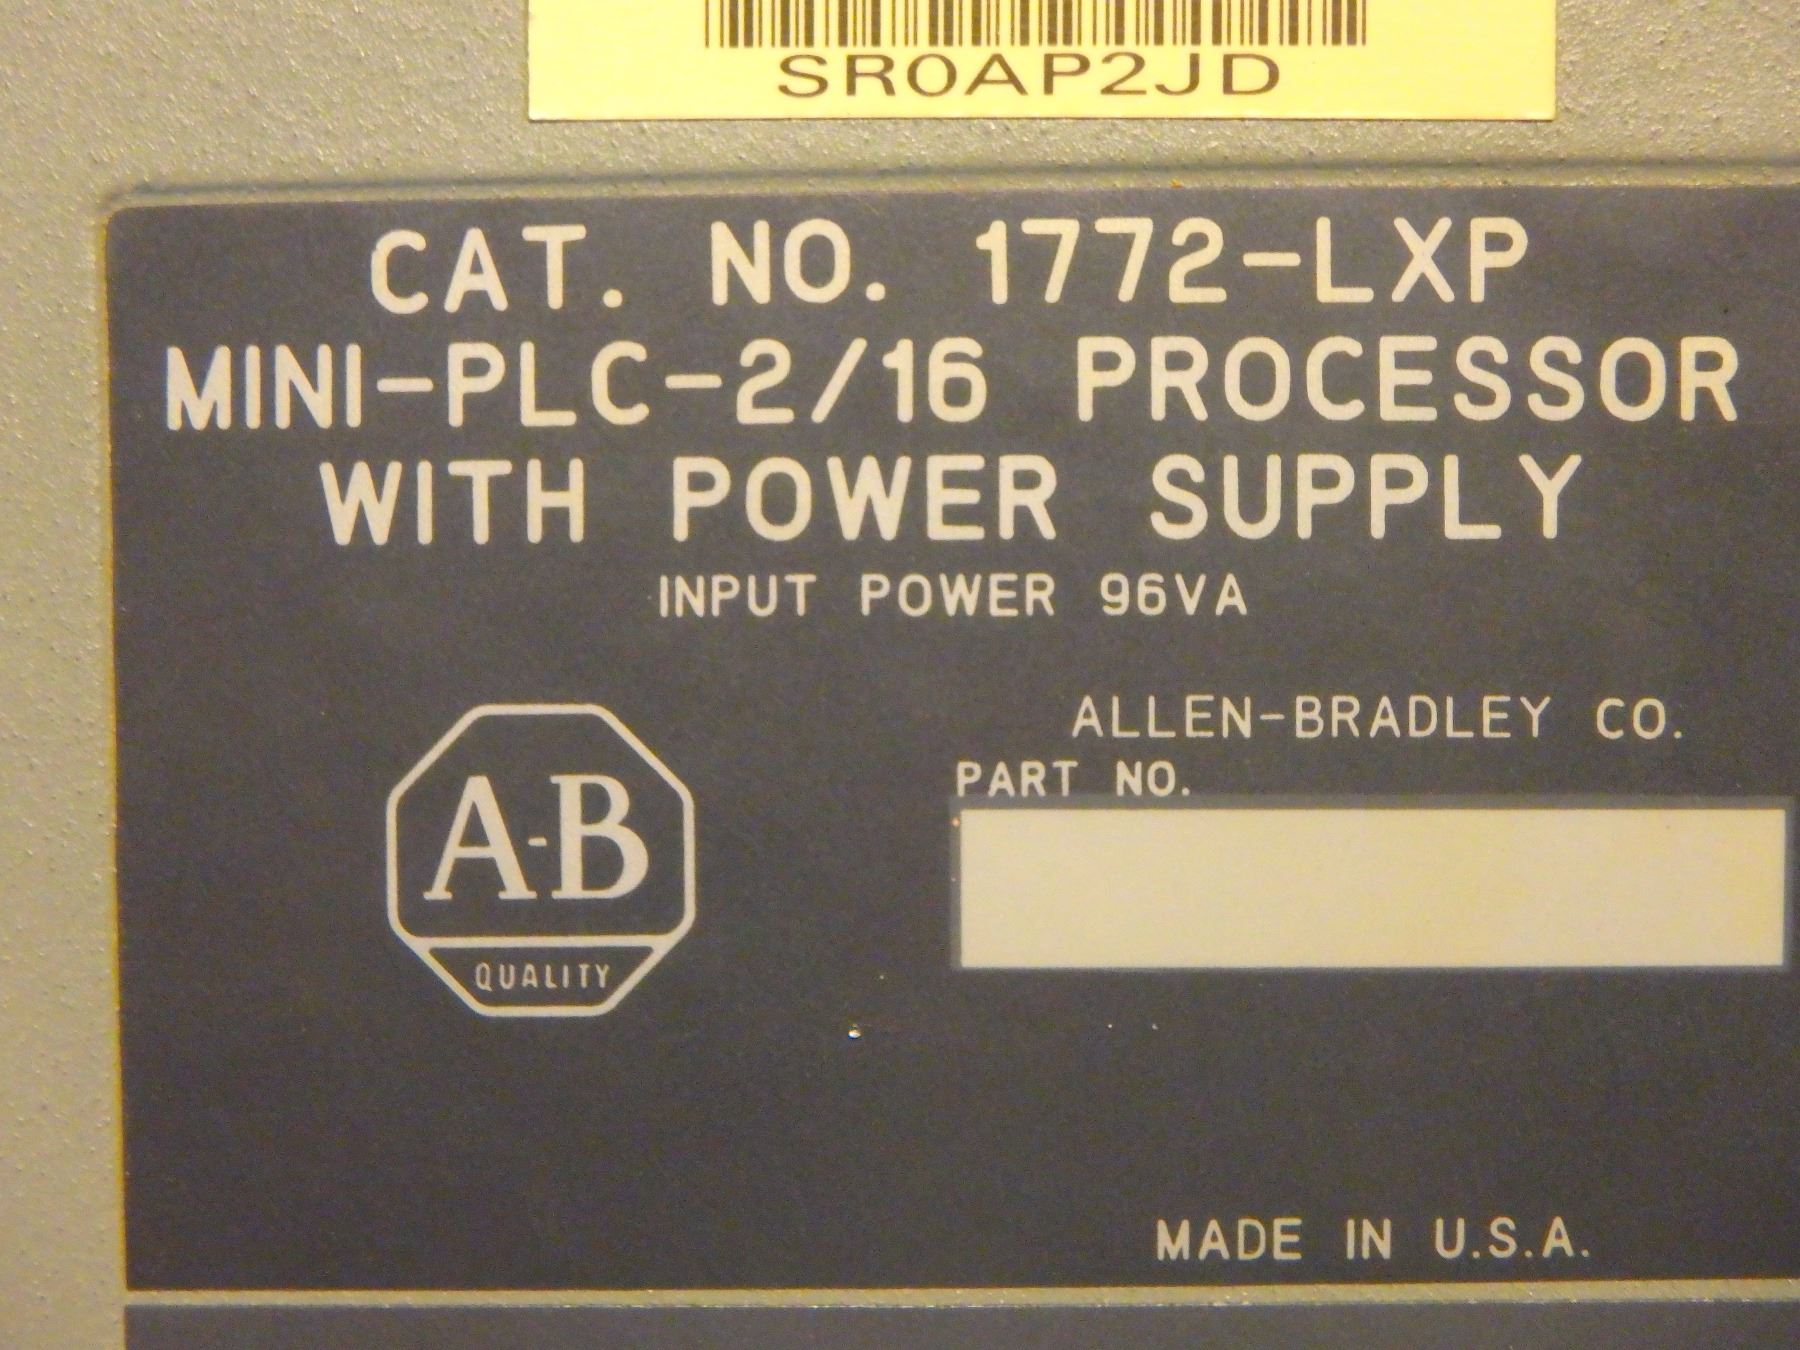 SR0AP2JD
CAT. NO. 1772-LXP
MINI-PLC-2/16 PROCESSOR
WITH POWER SUPPLY
INPUT POWER 96VA
ALLEN-BRADLEY CO.
PART NO.
A-B
QUALITY
MADE IN U.S.A.